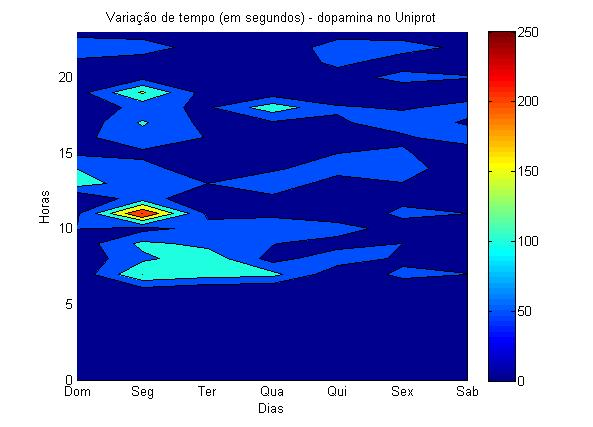 Variação de tempo (em segundos) - dopamina no Uniprot
250
200
150
100
50
0
20
15
10
5
0
Horas
Dom Seg Ter Qua Qui Sex Sab
Dias